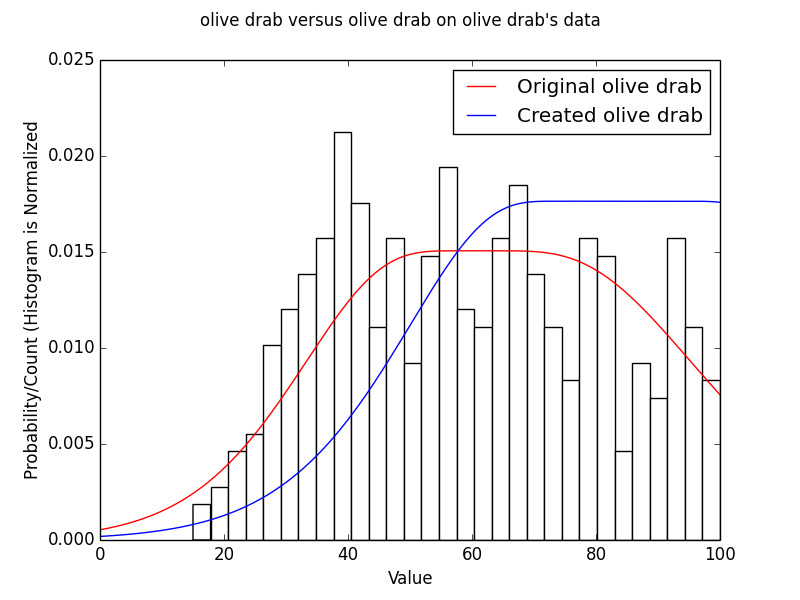 olive drab versus olive drab on olive drab's data
0.025
0.020
0.015
0.010
0.005
0.000
Probability/Count (Histogram is Normalized
Original olive drab
Created olive drab
0 20 40 60 80 100
Value